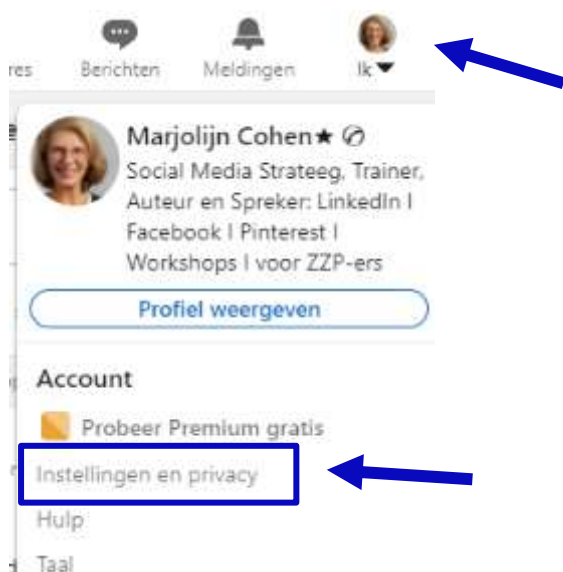 res Berichten Meldingen Ik
Marjolijn Cohen
Social Media Strateeg, Trainer,
Auteur en Spreker: LinkedIn I
Facebook I Pinterest I
Workshops I voor ZZP-ers
Profiel weergeven
Account
Probeer Premium gratis
Instellingen en privacy
Hulp
Taal